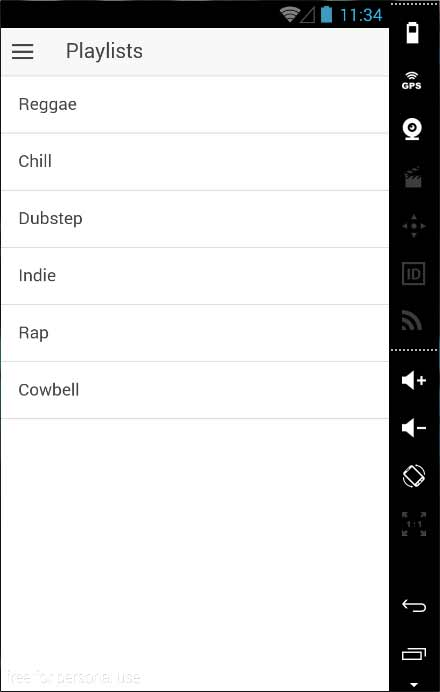 11:34
Playlists
Reggae
Chill
Dubstep
Indie
Rap
Cowbell
free for personal use
GPS
ID
1:1